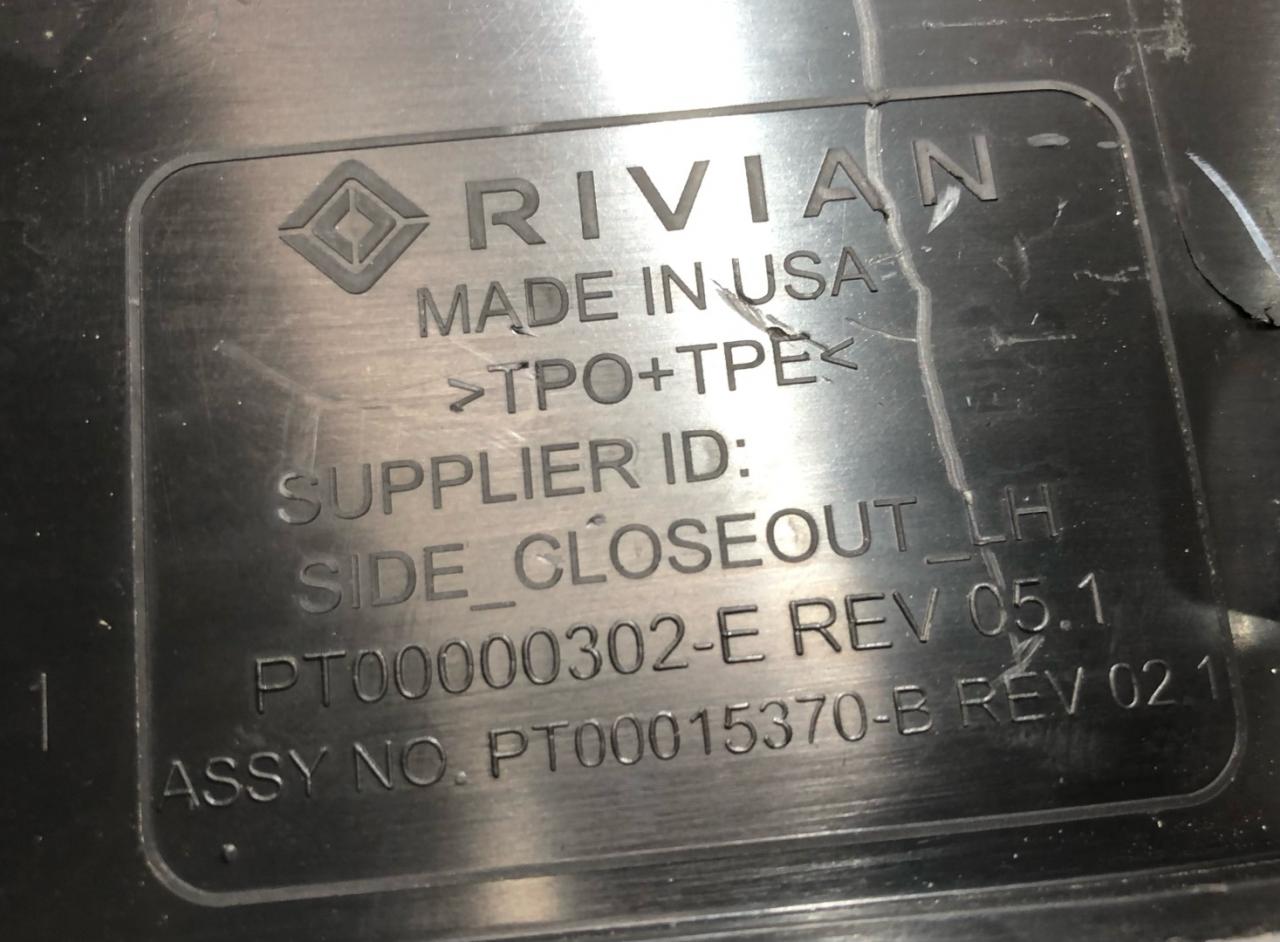 RIVIAN
MADE IN USA
>TPO+TPE<
SUPPLIER ID:
SIDE_CLOSEOUT_LH
PT00000302-E REV 05.1
ASSY NO. PT00015370-B REV 02.1
1